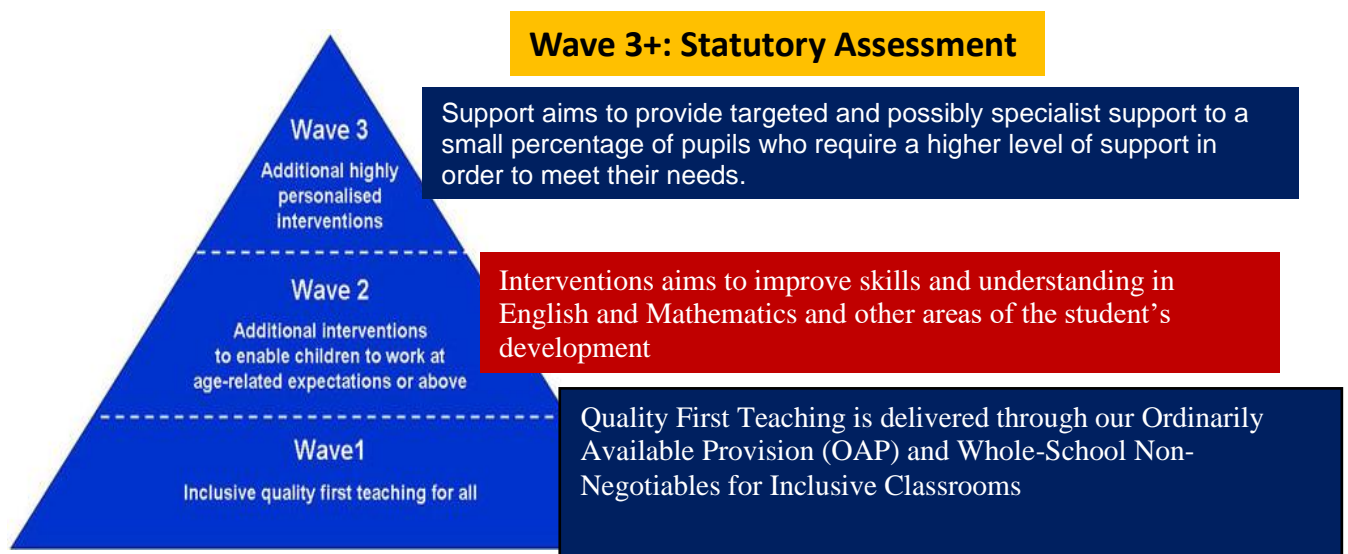 Wave 3+: Statutory Assessment
Wave 3
Additional highly
personalised
interventions
Support aims to provide targeted and possibly specialist support to a
small percentage of pupils who require a higher level of support in
order to meet their needs.
Wave 2
Additional interventions
to enable children to work at
age-related expectations or above
Interventions aims to improve skills and understanding in
English and Mathematics and other areas of the student’s
development
Wave1
Inclusive quality first teaching for all
Quality First Teaching is delivered through our Ordinarily
Available Provision (OAP) and Whole-School Non-
Negotiables for Inclusive Classrooms